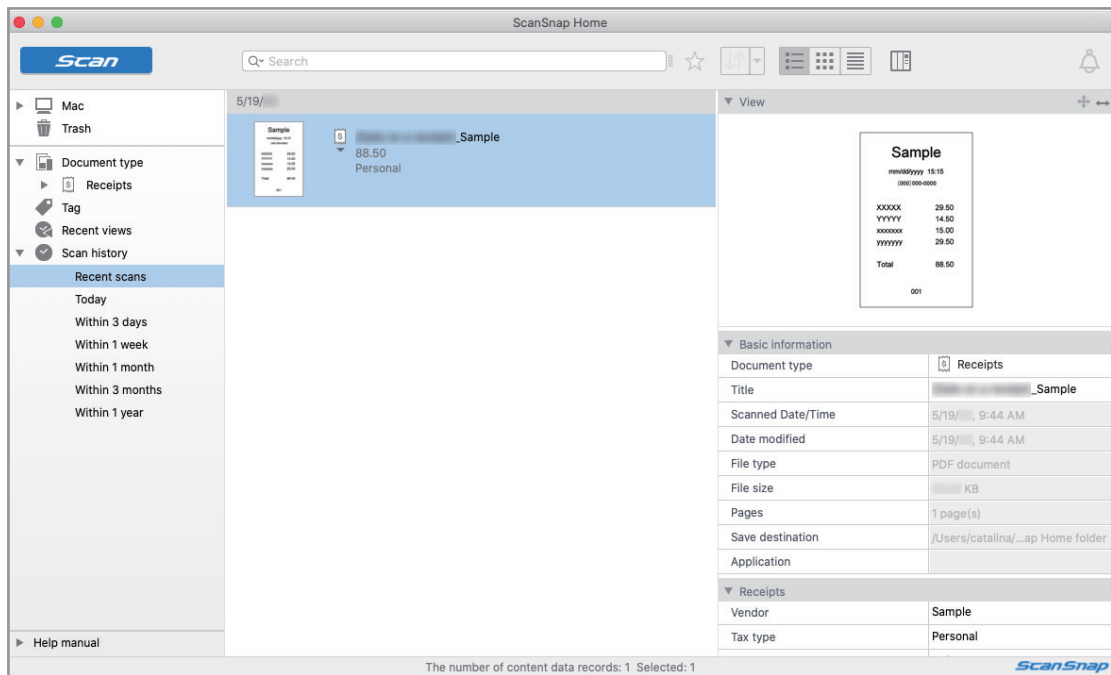 ScanSnap Home
Scan
Search
Mac
Trash
Document type
Receipts
Tag
Recent views
Scan history
Recent scans
Today
Within 3 days
Within 1 week
Within 1 month
Within 3 months
Within 1 year
Help manual
5/19/
Sample
_Sample
88.50
Personal
View
Sample
mm/dd/yyyy 15:15
(000) 000-0000
XXXXX 29.50
YYYYY 14.50
xxxxxxx 15.00
yyyyyyy 29.50
Total 88.50
001
Basic information
Document type Receipts
Title _Sample
Scanned Date/Time 5/19/ , 9:44 AM
Date modified 5/19/ , 9:44 AM
File type PDF document
File size KB
Pages 1 page(s)
Save destination /Users/catalina/...ap Home folder
Application
Receipts
Vendor Sample
Tax type Personal
The number of content data records: 1 Selected: 1
ScanSnap